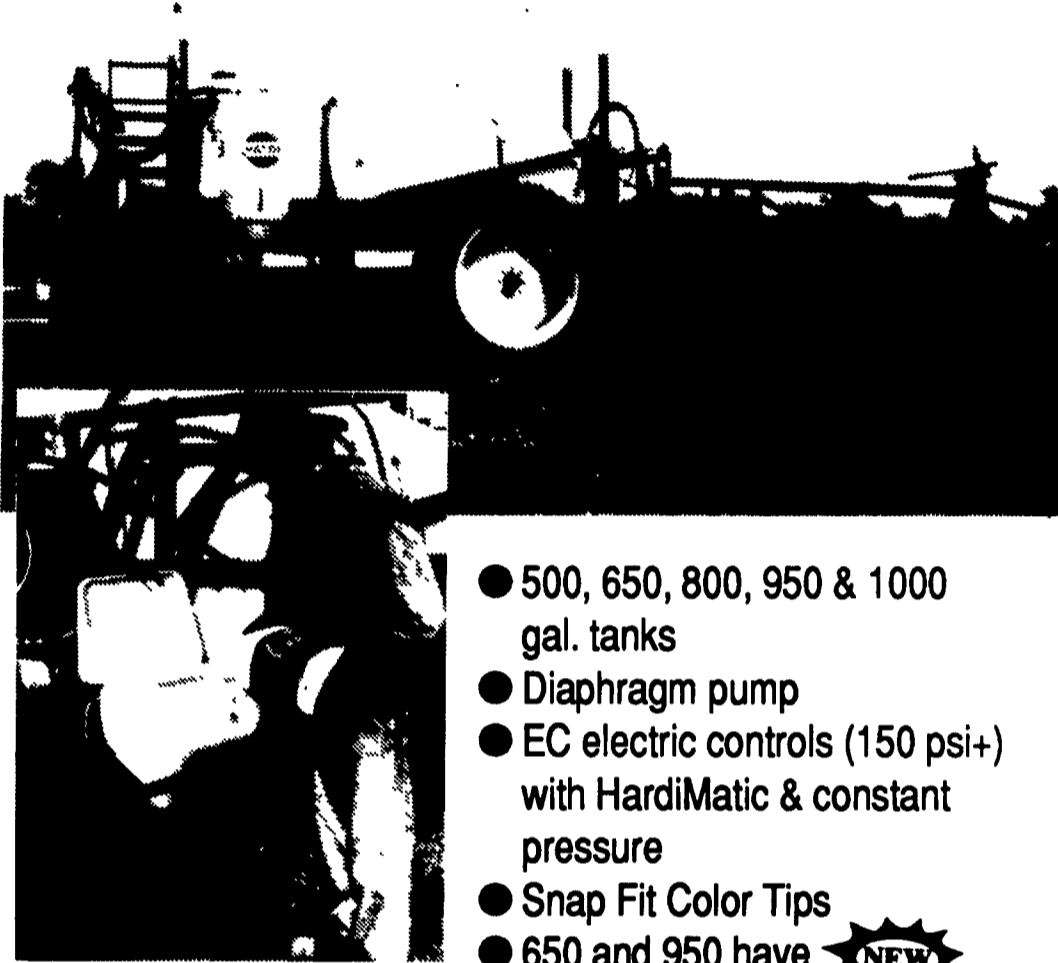 ● 500, 650, 800, 950 & 1000
gal. tanks
● Diaphragm pump
● EC electric controls (150 psi+)
with HardiMatic & constant
pressure
● Snap Fit Color Tips
● 650 and 950 have
NEW